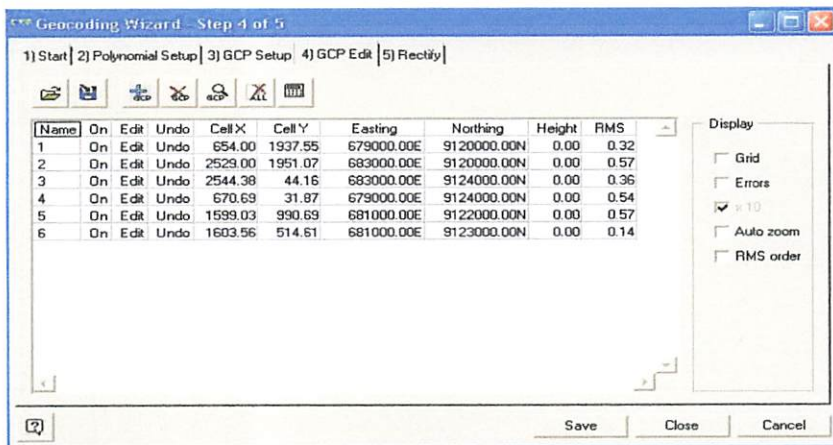 Geocoding Wizard - Step 4 of 5
1) Start 2) Polynomial Setup 3) GCP Setup 4) GCP Edit 5) Rectify
GCP GCP GCP ALL
Name On Edit Undo Cell X Cell Y Easting Northing Height RMS
1 On Edit Undo 654.00 1937.55 679000.00E 9120000.00N 0.00 0.32
2 On Edit Undo 2529.00 1951.07 683000.00E 9120000.00N 0.00 0.57
3 On Edit Undo 2544.38 44.16 683000.00E 9124000.00N 0.00 0.36
4 On Edit Undo 670.69 31.87 679000.00E 9124000.00N 0.00 0.54
5 On Edit Undo 1599.03 990.69 681000.00E 9122000.00N 0.00 0.57
6 On Edit Undo 1603.56 514.61 681000.00E 9123000.00N 0.00 0.14
Display
Grid
Errors
x 10
Auto zoom
RMS order
Save Close Cancel